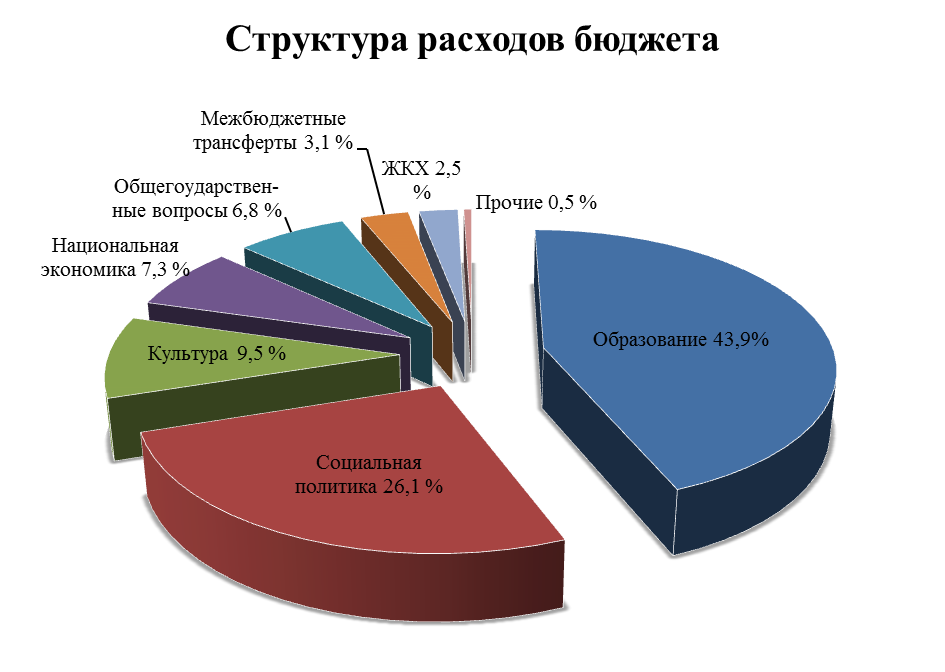 Структура расходов бюджета
Межбюджетные
трансферты 3,1 %
ЖКХ 2,5
%
Прочие 0,5 %
Общегоударствен-
ные вопросы 6,8 %
Национальная
экономика 7,3 %
Образование 43,9%
Культура 9,5 %
Социальная
политика 26,1 %